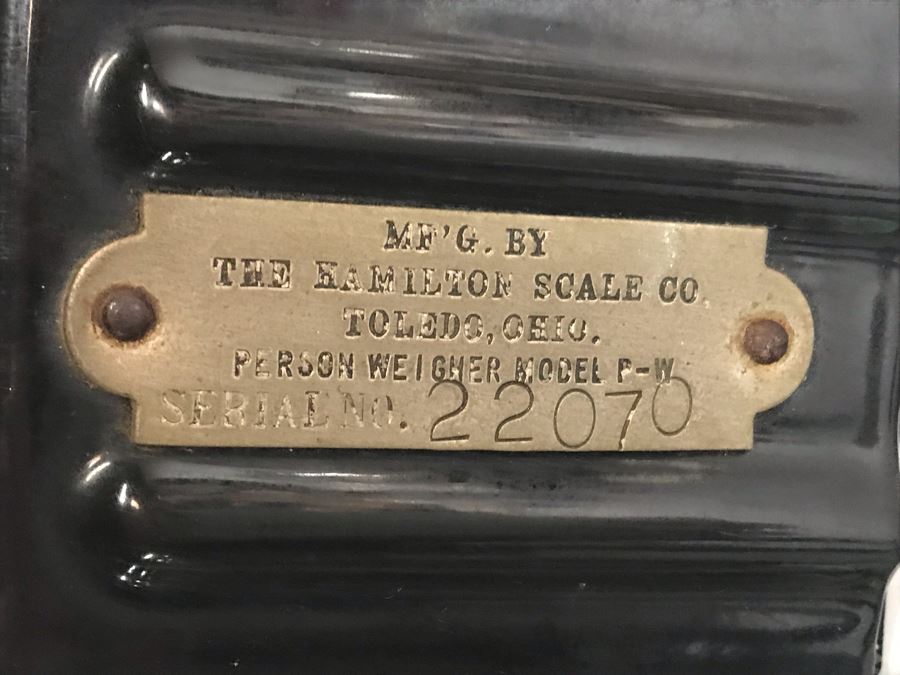 MF'G. BY
THE HAMILTON SCALE CO.
TOLEDO, OHIO.
PERSON WEIGHER MODEL P-W
SERIAL NO. 22070